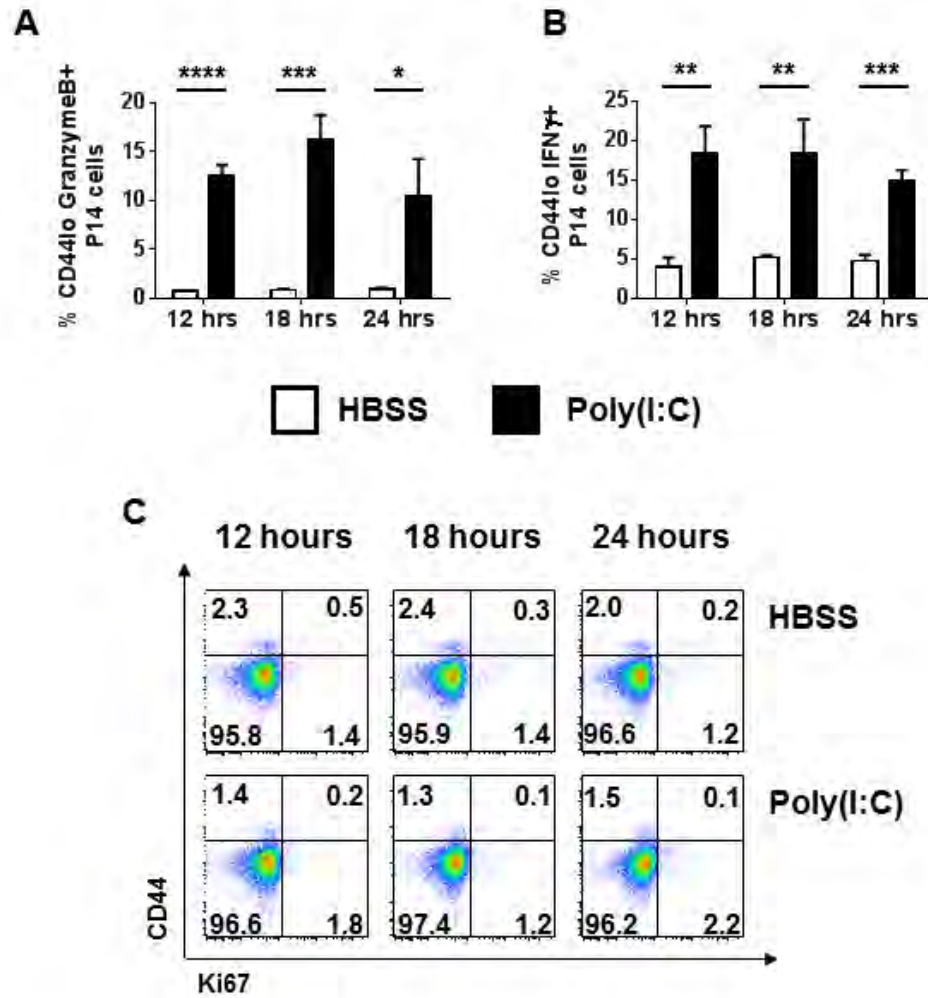 A
B
% CD44lo GranzymeB+
P14 cells
**** *** *
20
15
10
5
0
12 hrs 18 hrs 24 hrs
% CD44lo IFNγ+
P14 cells
** ** ***
25
20
15
10
5
0
12 hrs 18 hrs 24 hrs
HBSS Poly(I:C)
C
12 hours 18 hours 24 hours
2.3 0.5 2.4 0.3 2.0 0.2
HBSS
95.8 1.4 95.9 1.4 96.6 1.2
1.4 0.2 1.3 0.1 1.5 0.1
Poly(I:C)
96.6 1.8 97.4 1.2 96.2 2.2
CD44
Ki67